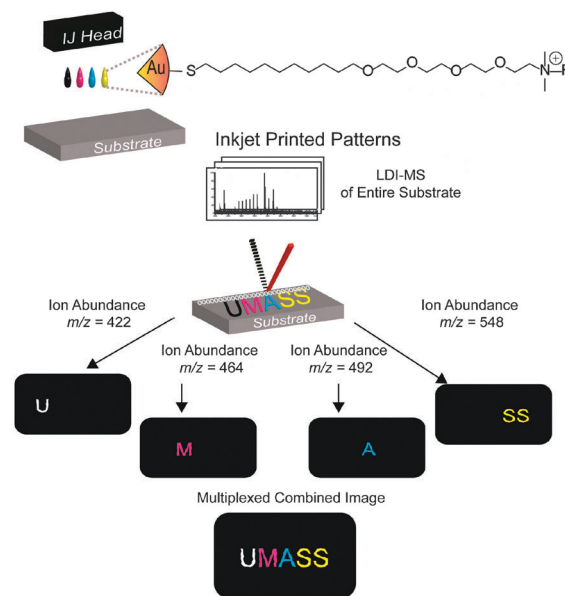 IJ Head
Au
S
O
O
O
O
N
+
R
Substrate
Inkjet Printed Patterns
LDI-MS
of Entire Substrate
UMASS
Substrate
Ion Abundance
m/z = 422
Ion Abundance
m/z = 464
Ion Abundance
m/z = 492
Ion Abundance
m/z = 548
U
M
A
SS
Multiplexed Combined Image
UMASS